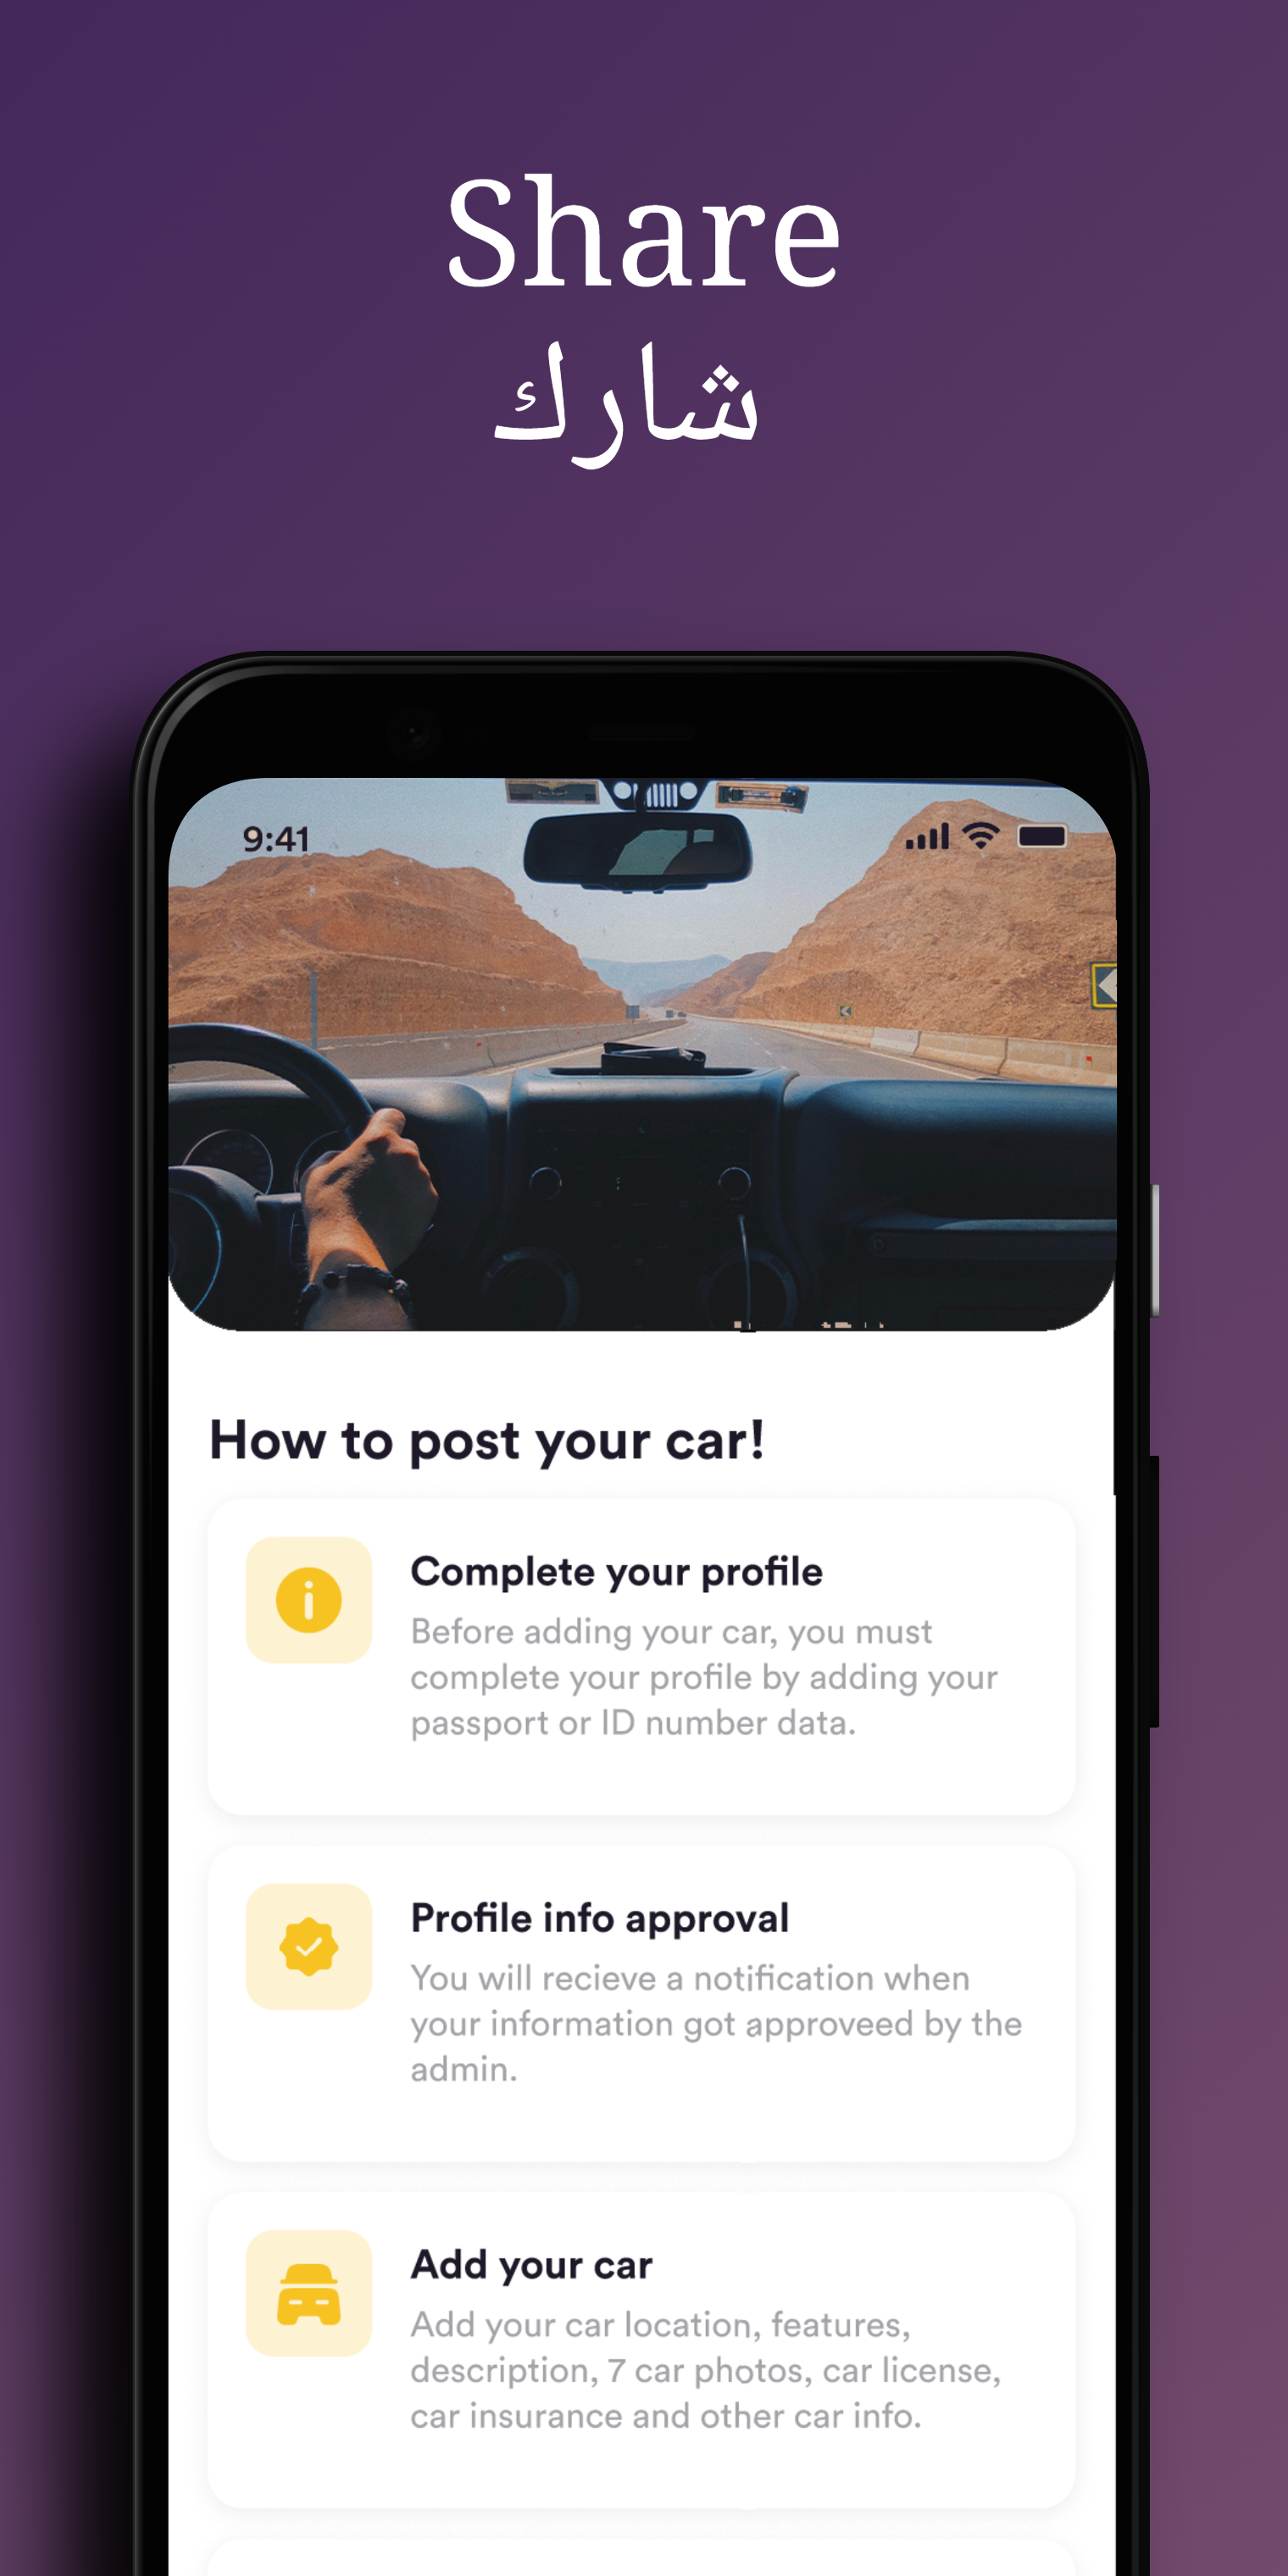 Share
شارك
9:41
How to post your car!
Complete your profile
Before adding your car, you must
complete your profile by adding your
passport or ID number data.
Profile info approval
You will recieve a notification when
your information got approveed by the
admin.
Add your car
Add your car location, features,
description, 7 car photos, car license,
car insurance and other car info.